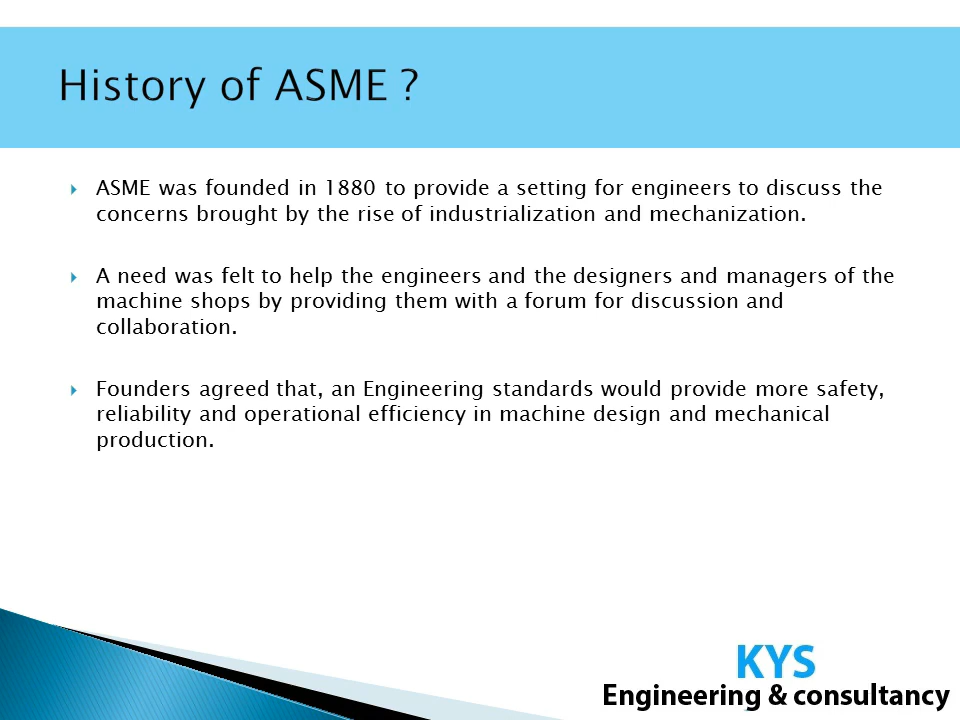 History of ASME ?
ASME was founded in 1880 to provide a setting for engineers to discuss the
concerns brought by the rise of industrialization and mechanization.
A need was felt to help the engineers and the designers and managers of the
machine shops by providing them with a forum for discussion and
collaboration.
Founders agreed that, an Engineering standards would provide more safety,
reliability and operational efficiency in machine design and mechanical
production.
KYS
Engineering & consultancy